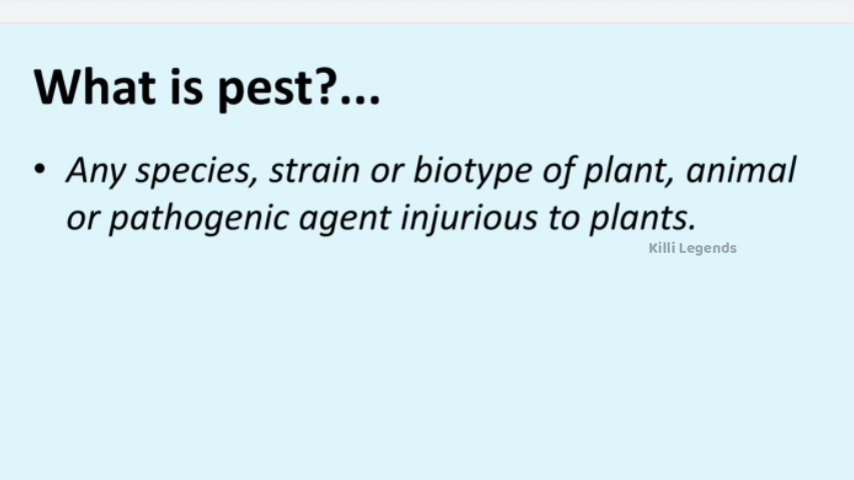 What is pest?...
• Any species, strain or biotype of plant, animal
or pathogenic agent injurious to plants.
Killi Legends